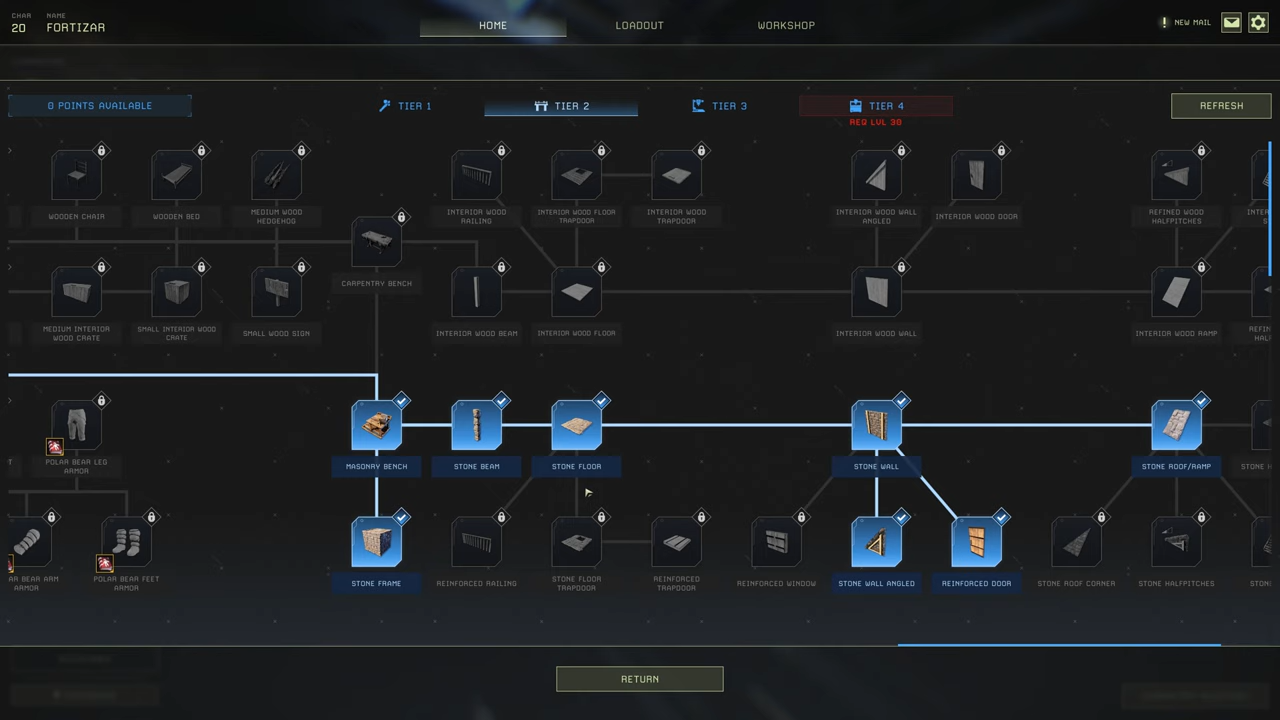 CHAR NAME
20 FORTIZAR
HOME
LOADOUT
WORKSHOP
! NEW MAIL
0 POINTS AVAILABLE
TIER 1
TIER 2
TIER 3
TIER 4
REQ LVL 30
REFRESH
WOODEN CHAIR
WOODEN BED
MEDIUM WOOD
HEDGEHOG
INTERIOR WOOD
RAILING
INTERIOR WOOD FLOOR
TRAPDOOR
INTERIOR WOOD
TRAPDOOR
INTERIOR WOOD WALL
ANGLED
INTERIOR WOOD DOOR
REFINED WOOD
HALFPITCHES
CARPENTRY BENCH
MEDIUM INTERIOR
WOOD CRATE
SMALL INTERIOR WOOD
CRATE
SMALL WOOD SIGN
INTERIOR WOOD BEAM
INTERIOR WOOD FLOOR
INTERIOR WOOD WALL
INTERIOR WOOD RAMP
POLAR BEAR LEG
ARMOR
MASONRY BENCH
STONE BEAM
STONE FLOOR
STONE WALL
STONE ROOF/RAMP
AR BEAR ARM
ARMOR
POLAR BEAR FEET
ARMOR
STONE FRAME
REINFORCED RAILING
STONE FLOOR
TRAPDOOR
REINFORCED
TRAPDOOR
REINFORCED WINDOW
STONE WALL ANGLED
REINFORCED DOOR
STONE ROOF CORNER
STONE HALFPITCHES
RETURN